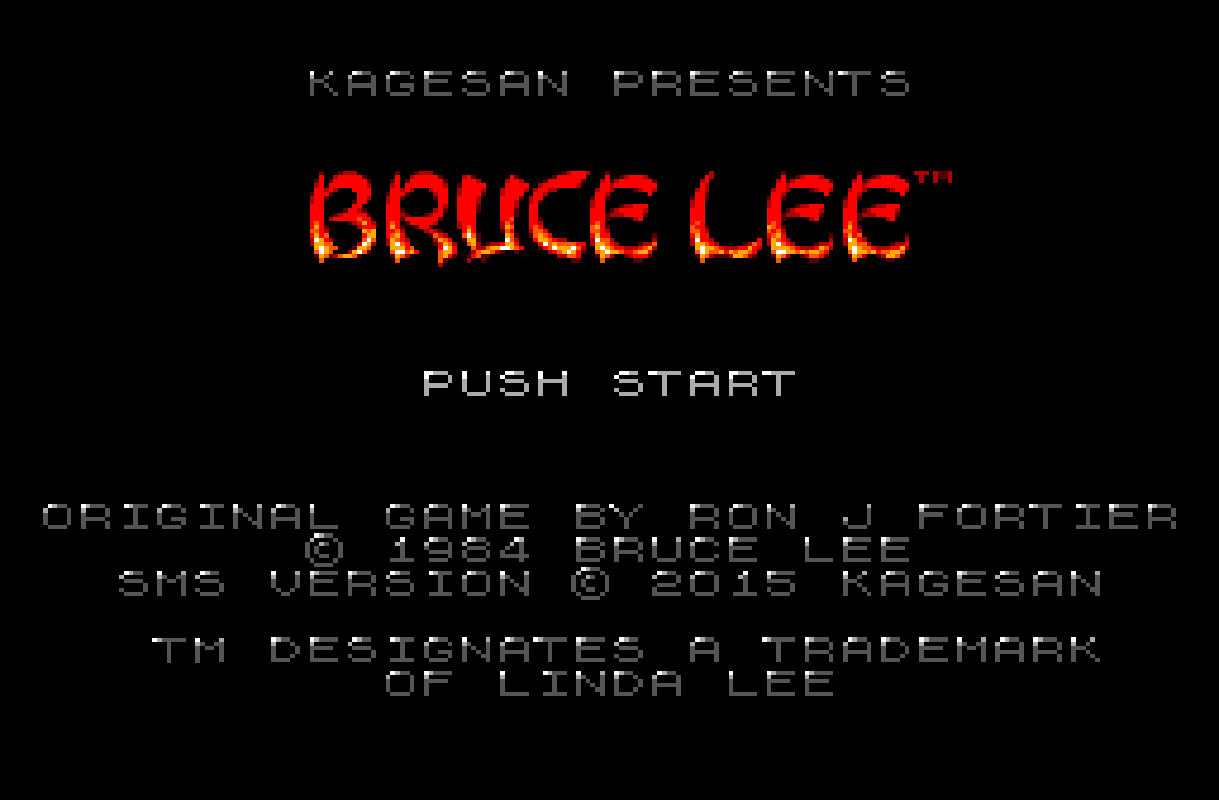 KAGESAN PRESENTS
BRUCE LEE™
PUSH START
ORIGINAL GAME BY RON J FORTIER
© 1984 BRUCE LEE
SMS VERSION © 2015 KAGESAN
TM DESIGNATES A TRADEMARK
OF LINDA LEE